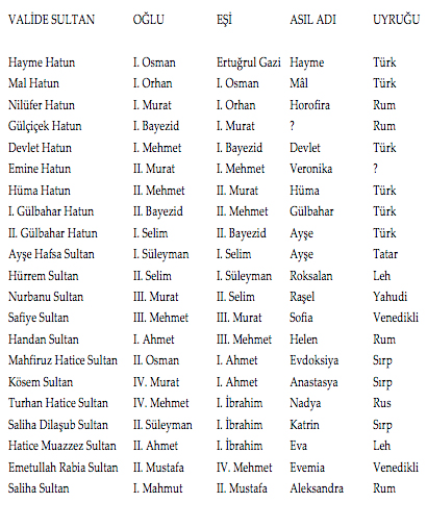 VALİDE SULTAN OĞLU EŞİ ASIL ADI UYRUĞU
Hayme Hatun I. Osman Ertuğrul Gazi Hayme Türk
Mal Hatun I. Orhan I. Osman Mâl Türk
Nilüfer Hatun I. Murat I. Orhan Horofira Rum
Gülçiçek Hatun I. Bayezid I. Murat ? Rum
Devlet Hatun I. Mehmet I. Bayezid Devlet Türk
Emine Hatun II. Murat I. Mehmet Veronika ?
Hüma Hatun II. Mehmet II. Murat Hüma Türk
I. Gülbahar Hatun II. Bayezid II. Mehmet Gülbahar Türk
II. Gülbahar Hatun I. Selim II. Bayezid Ayşe Türk
Ayşe Hafsa Sultan I. Süleyman I. Selim Ayşe Tatar
Hürrem Sultan II. Selim I. Süleyman Roksalan Leh
Nurbanu Sultan III. Murat II. Selim Raşel Yahudi
Safiye Sultan III. Mehmet III. Murat Sofia Venedikli
Handan Sultan I. Ahmet III. Mehmet Helen Rum
Mahfiruz Hatice Sultan II. Osman I. Ahmet Evdoksiya Sırp
Kösem Sultan IV. Murat I. Ahmet Anastasya Sırp
Turhan Hatice Sultan IV. Mehmet I. İbrahim Nadya Rus
Saliha Dilaşub Sultan II. Süleyman I. İbrahim Katrin Sırp
Hatice Muazzez Sultan II. Ahmet I. İbrahim Eva Leh
Emetullah Rabia Sultan II. Mustafa IV. Mehmet Evemia Venedikli
Saliha Sultan I. Mahmut II. Mustafa Aleksandra Rum